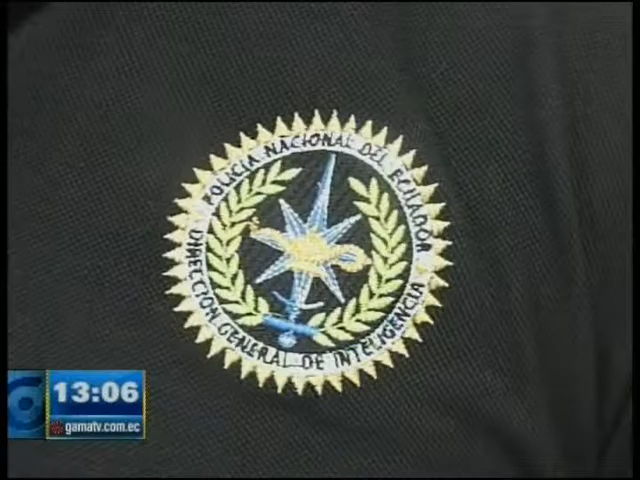 POLICIA NACIONAL DEL ECUADOR
DIRECCION GENERAL DE INTELIGENCIA
13:06
gamatv.com.ec